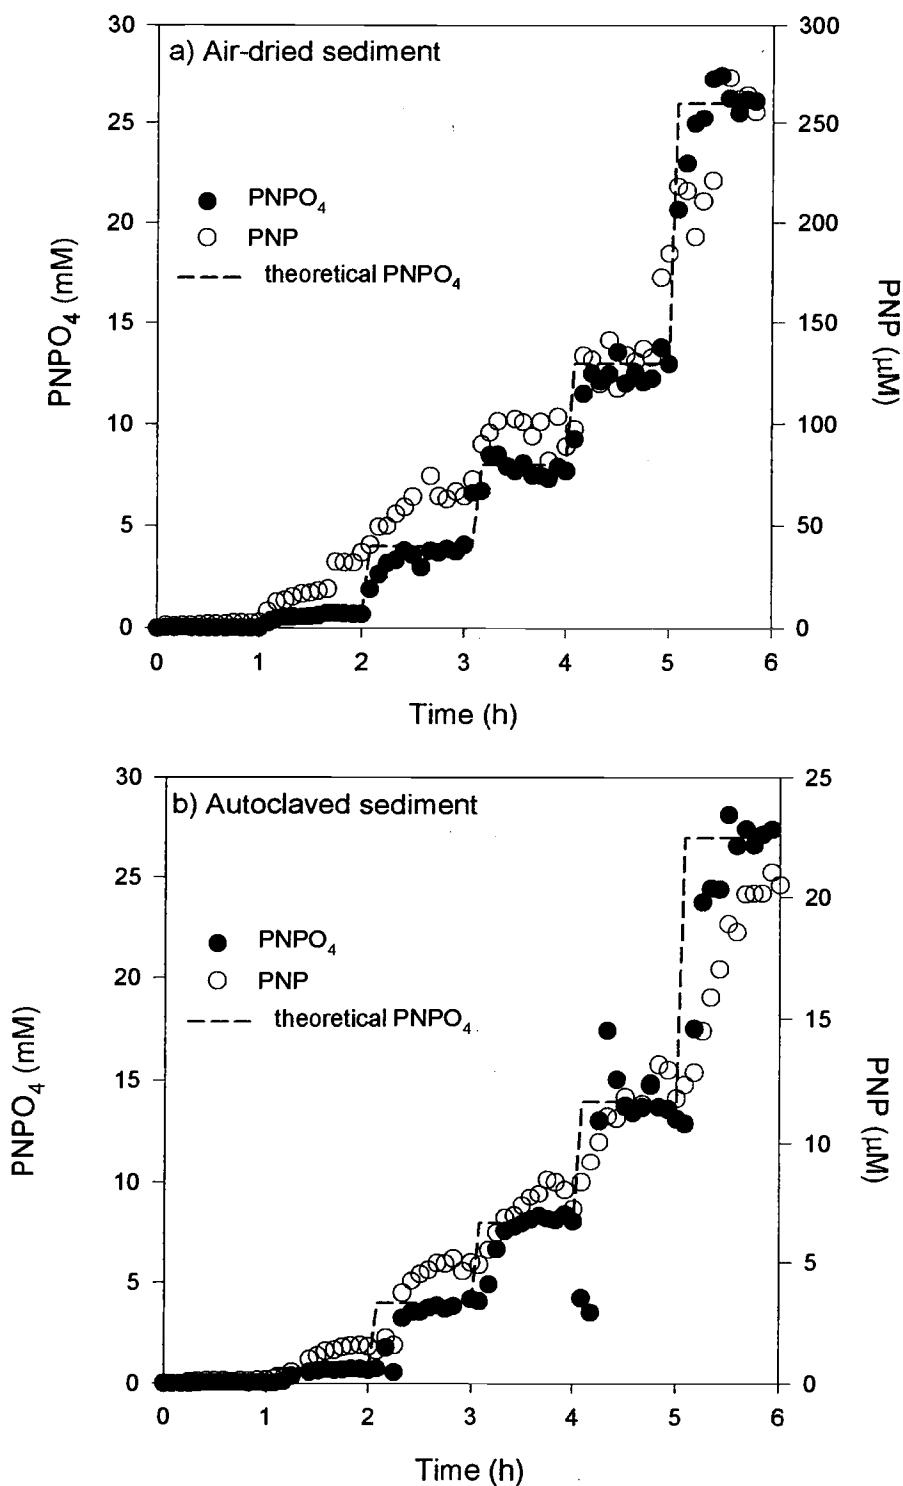 a) Air-dried sediment
30
25
20
15
10
5
0
PNPO₄ (mM)
PNPO₄
PNP
theoretical PNPO₄
300
250
200
150
100
50
0
PNP (μM)
0 1 2 3 4 5 6
Time (h)
b) Autoclaved sediment
30
25
20
15
10
5
0
PNPO₄ (mM)
PNPO₄
PNP
theoretical PNPO₄
25
20
15
10
5
0
PNP (μM)
0 1 2 3 4 5 6
Time (h)